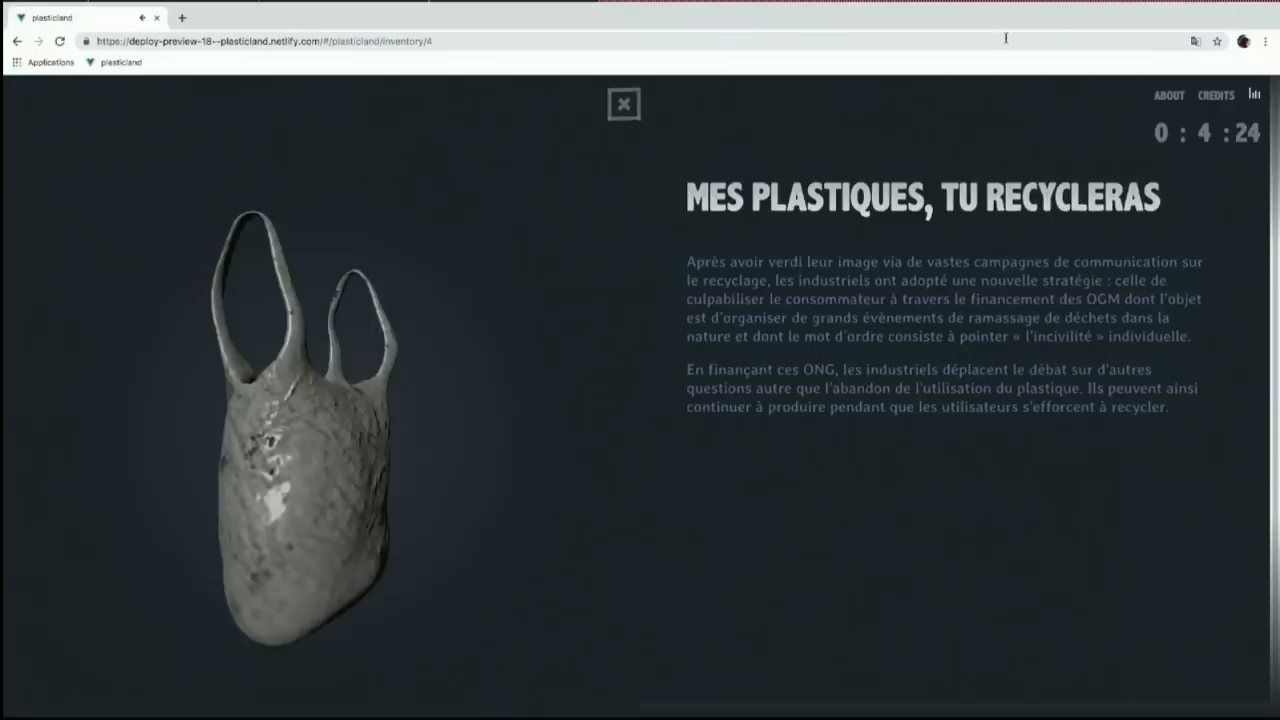 plasticland
https://deploy-preview-18--plasticland.netlify.com/#/plasticland/inventory/4
Applications plasticland
ABOUT CREDITS
0 : 4 : 24
MES PLASTIQUES, TU RECYCLERAS
Après avoir verdi leur image via de vastes campagnes de communication sur
le recyclage, les industriels ont adopté une nouvelle stratégie : celle de
culpabiliser le consommateur à travers le financement des OGM dont l'objet
est d'organiser de grands évènements de ramassage de déchets dans la
nature et dont le mot d'ordre consiste à pointer « l'incivilité » individuelle.
En finançant ces ONG, les industriels déplacent le débat sur d'autres
questions autre que l'abandon de l'utilisation du plastique. Ils peuvent ainsi
continuer à produire pendant que les utilisateurs s'efforcent à recycler.